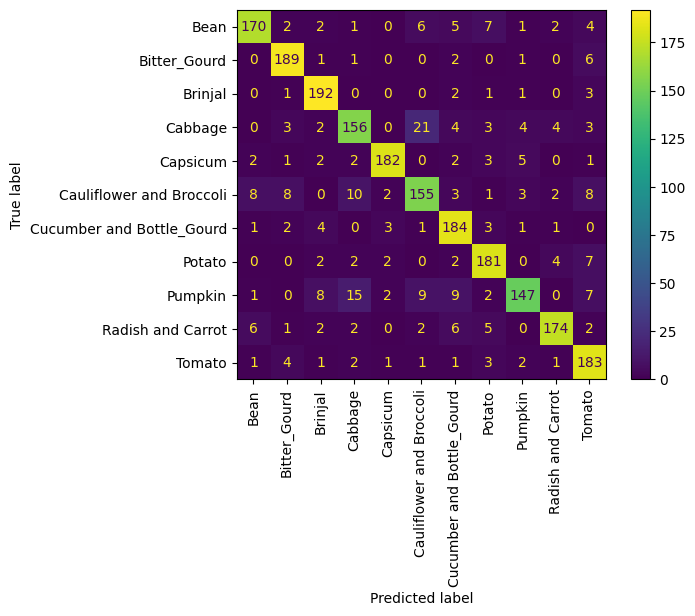 Bean 170 2 2 1 0 6 5 7 1 2 4
Bitter_Gourd 0 189 1 1 0 0 2 0 1 0 6
Brinjal 0 1 192 0 0 0 2 1 1 0 3
Cabbage 0 3 2 156 0 21 4 3 4 4 3
Capsicum 2 1 2 2 182 0 2 3 5 0 1
Cauliflower and Broccoli 8 8 0 10 2 155 3 1 3 2 8
Cucumber and Bottle_Gourd 1 2 4 0 3 1 184 3 1 1 0
Potato 0 0 2 2 2 0 2 181 0 4 7
Pumpkin 1 0 8 15 2 9 9 2 147 0 7
Radish and Carrot 6 1 2 2 0 2 6 5 0 174 2
Tomato 1 4 1 2 1 1 1 3 2 1 183
True label
Bean
Bitter_Gourd
Brinjal
Cabbage
Capsicum
Cauliflower and Broccoli
Cucumber and Bottle_Gourd
Potato
Pumpkin
Radish and Carrot
Tomato
Predicted label
175
150
125
100
75
50
25
0